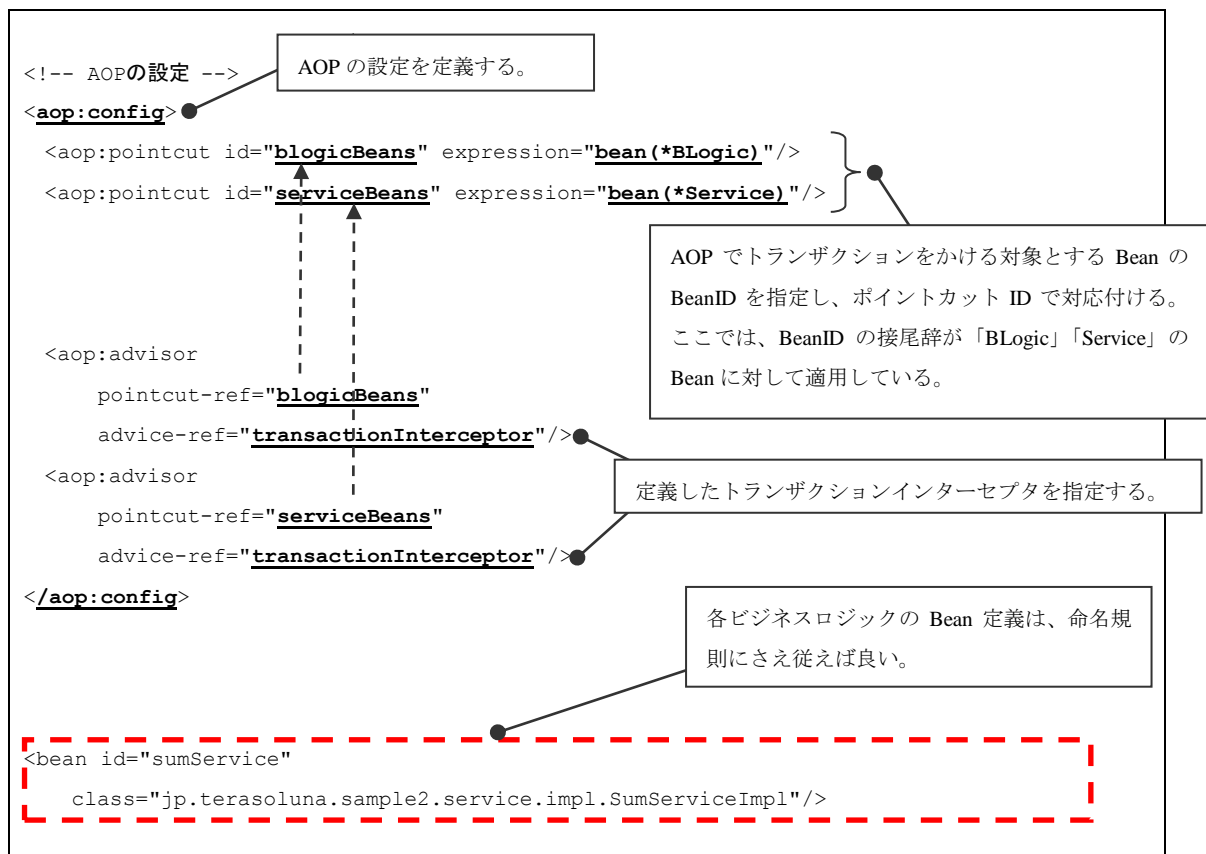 <!-- AOPの設定 -->
AOP の設定を定義する。
<aop:config>
<aop:pointcut id="blogicBeans" expression="bean(*BLogic)"/>
<aop:pointcut id="serviceBeans" expression="bean(*Service)"/>
AOP でトランザクションをかける対象とする Bean の
BeanID を指定し、ポイントカット ID で対応付ける。
ここでは、BeanID の接尾辞が「BLogic」「Service」の
Bean に対して適用している。
<aop:advisor
pointcut-ref="blogicBeans"
advice-ref="transactionInterceptor"/>
<aop:advisor
定義したトランザクションインターセプタを指定する。
pointcut-ref="serviceBeans"
advice-ref="transactionInterceptor"/>
</aop:config>
各ビジネスロジックの Bean 定義は、命名規
則にさえ従えば良い。
<bean id="sumService"
class="jp.terasoluna.sample2.service.impl.SumServiceImpl"/>